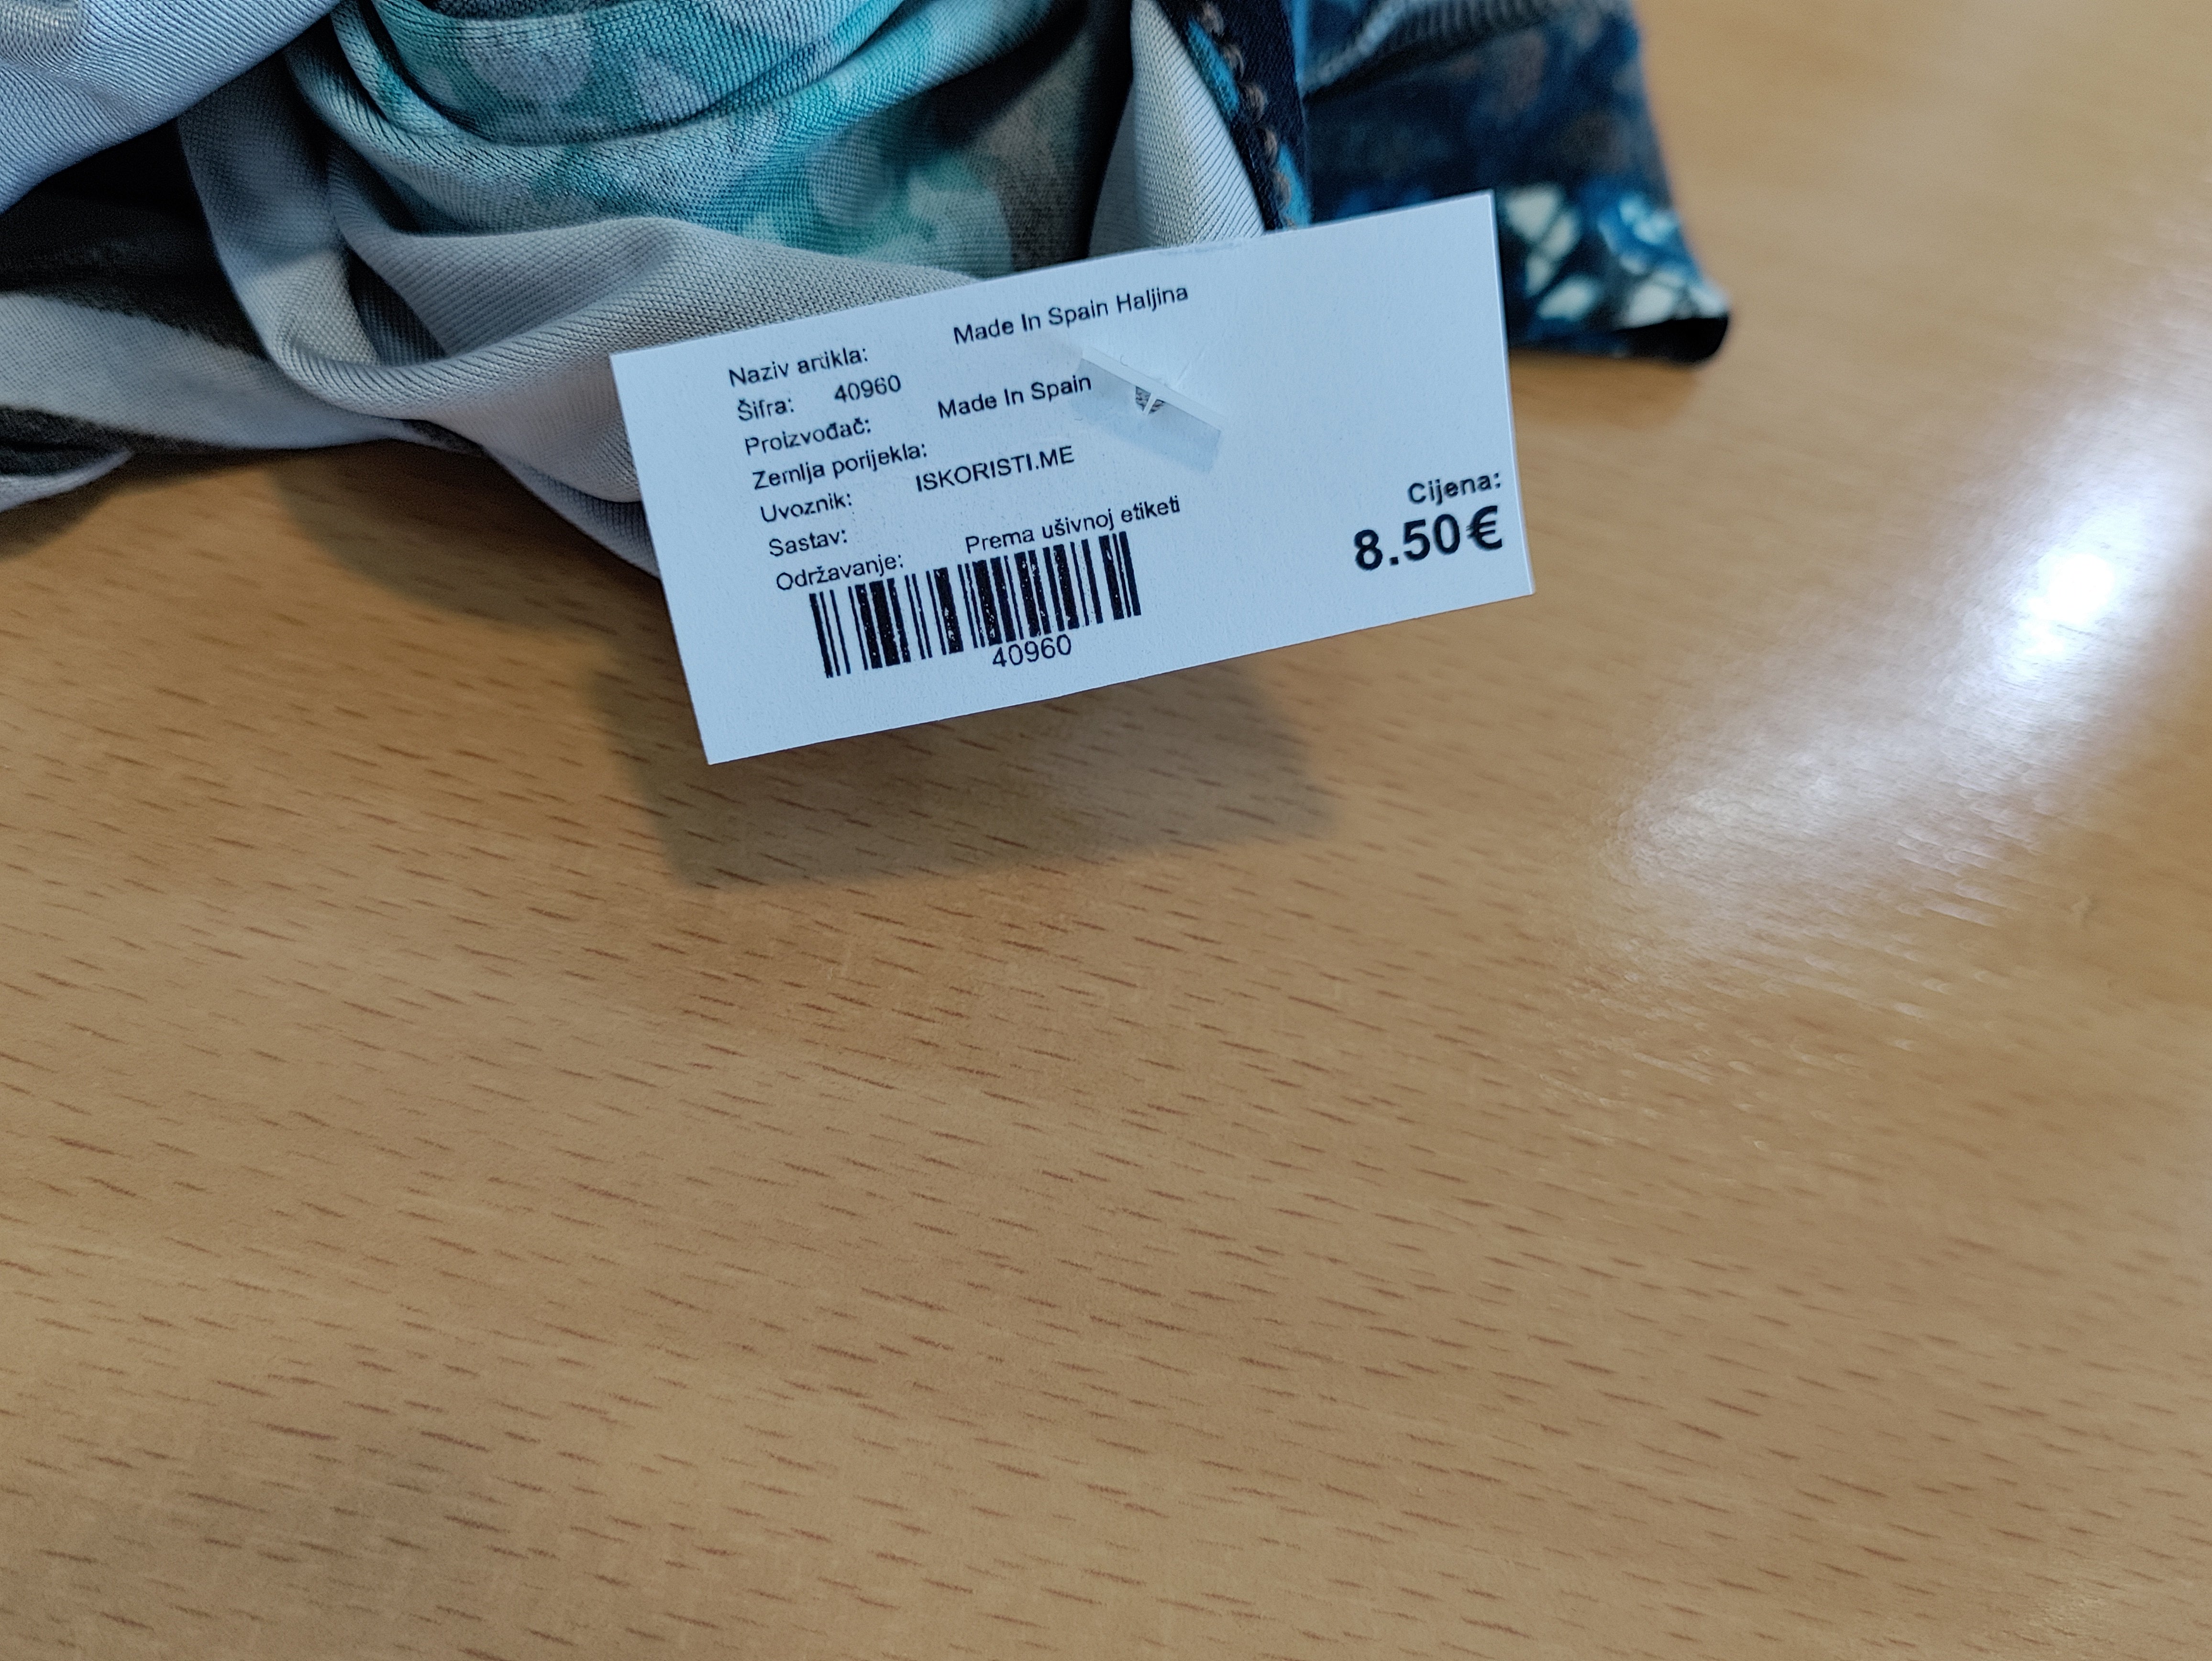 Naziv artikla: Made In Spain Haljina
Šifra: 40960
Proizvođač: Made In Spain
Zemlja porijekla:
Uvoznik: ISKORISTI.ME
Sastav:
Održavanje: Prema ušivnoj etiketi
40960
Cijena:
8.50€